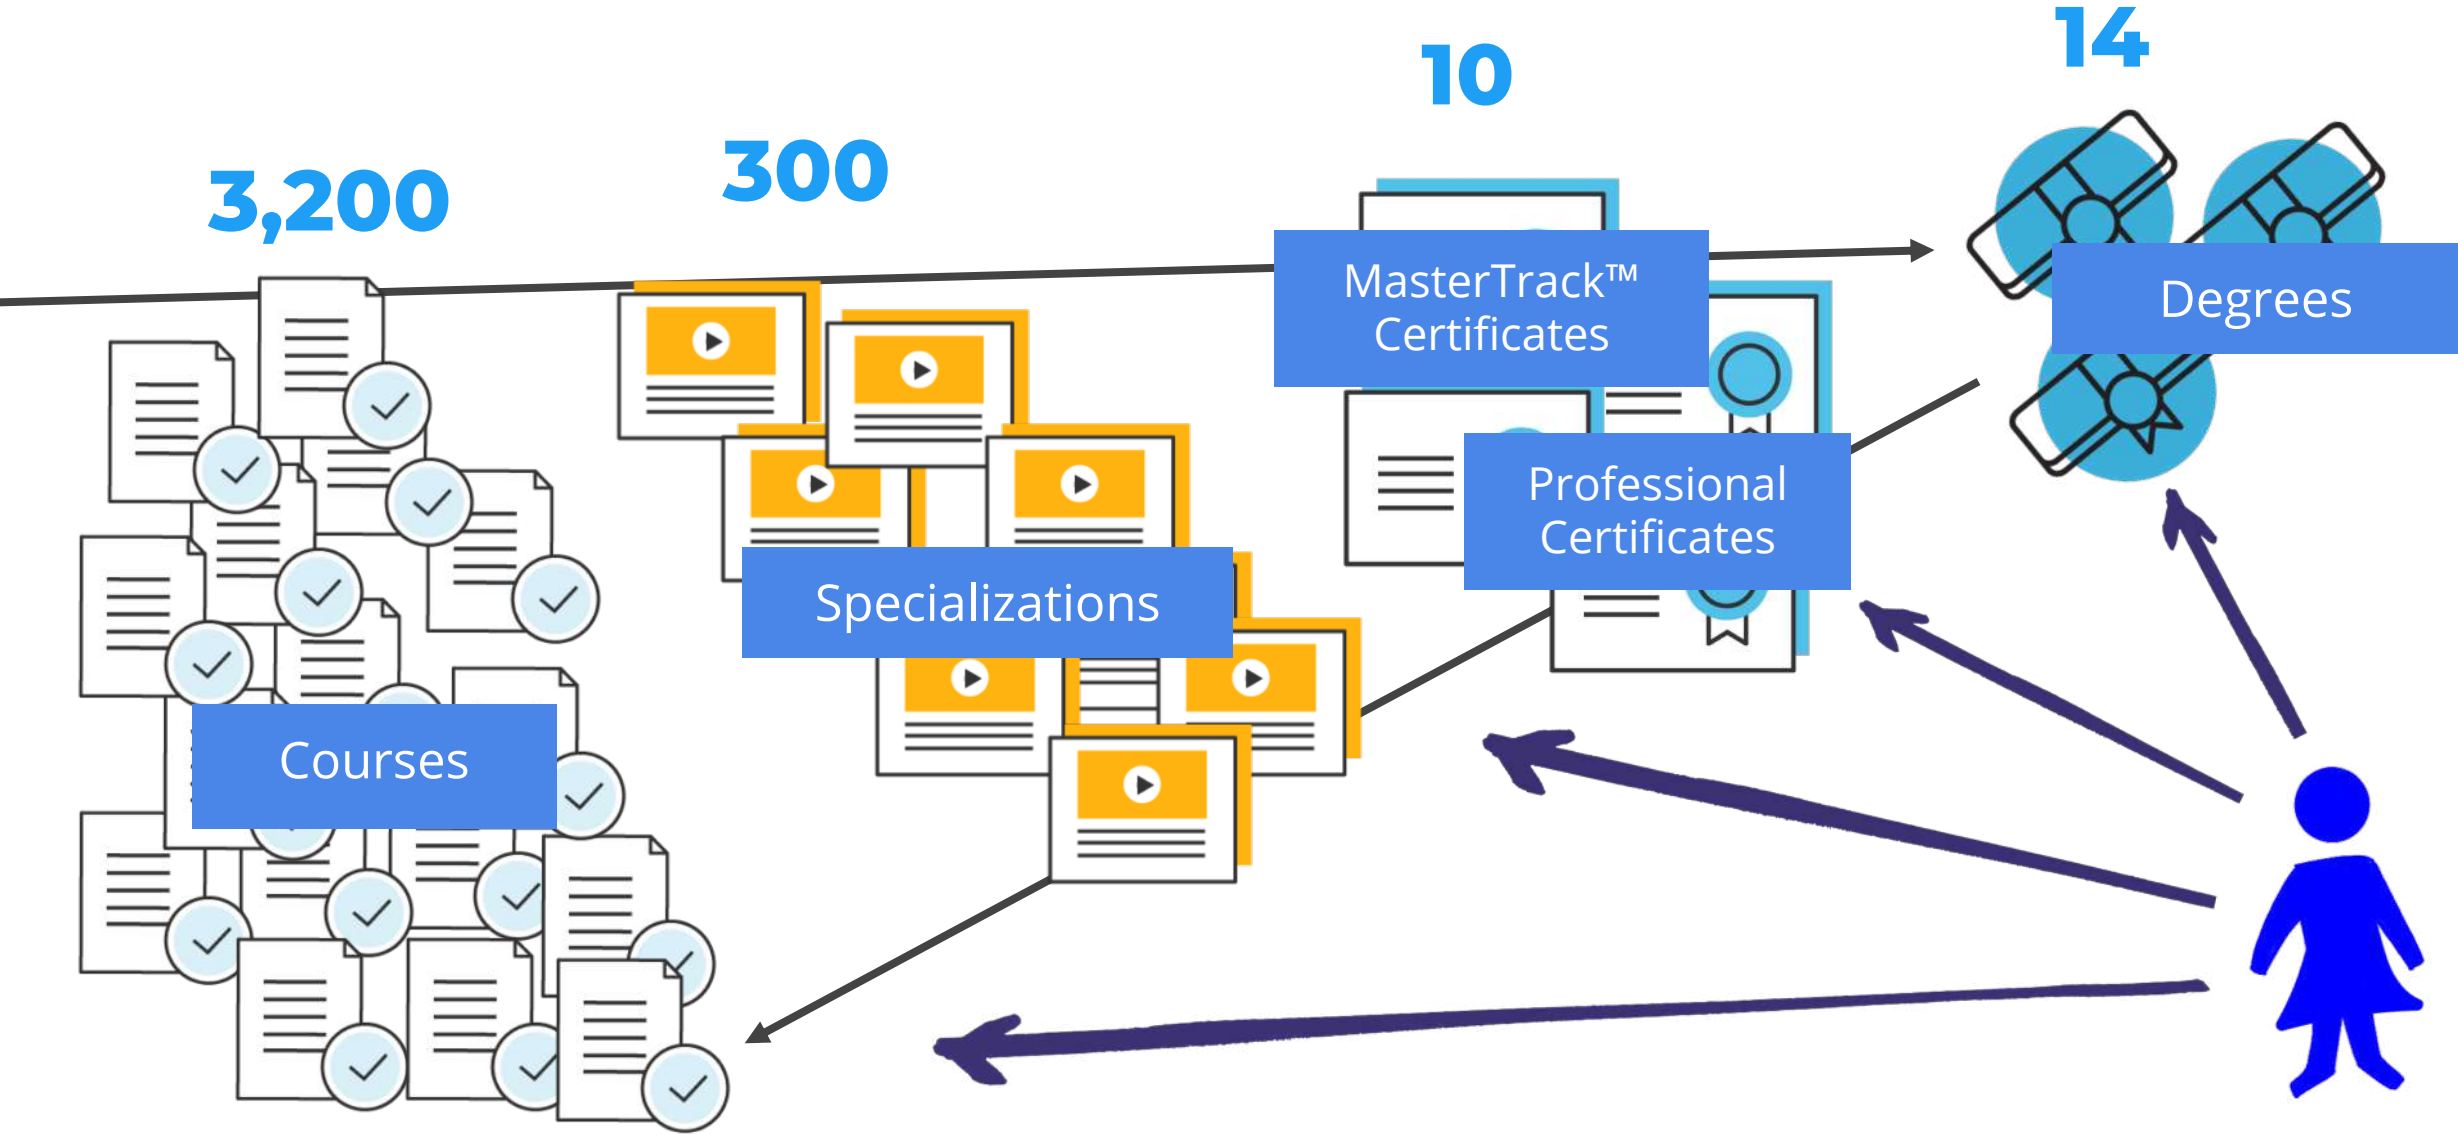 3,200
300
10
14
MasterTrack™
Certificates
Degrees
Professional
Certificates
Specializations
Courses